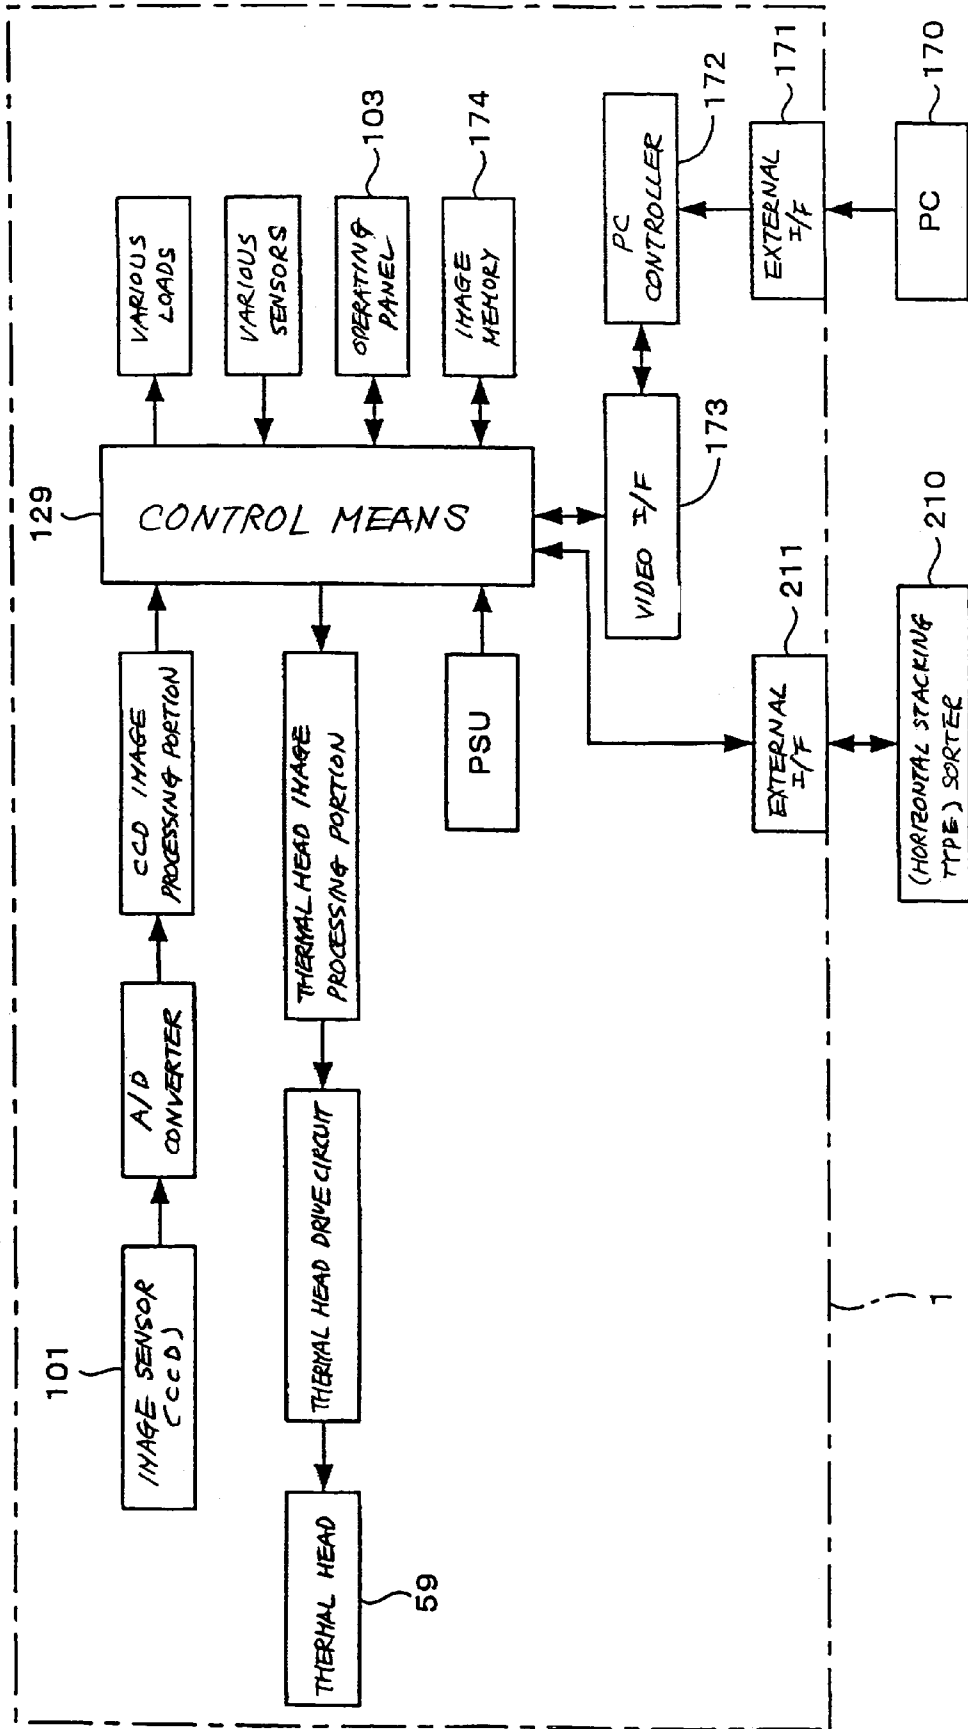 101
IMAGE SENSOR
(CCD)
A/D
CONVERTER
CCD IMAGE
PROCESSING PORTION
129
CONTROL MEANS
VARIOUS
LOADS
VARIOUS
SENSORS
OPERATING
PANEL
103
IMAGE
MEMORY
174
THERMAL HEAD
59
THERMAL HEAD DRIVE CIRCUIT
THERMAL HEAD IMAGE
PROCESSING PORTION
PSU
VIDEO I/F
173
PC
CONTROLLER
172
EXTERNAL
I/F
211
EXTERNAL
I/F
171
1
(HORIZONTAL STACKING
TYPE) SORTER
210
PC
170